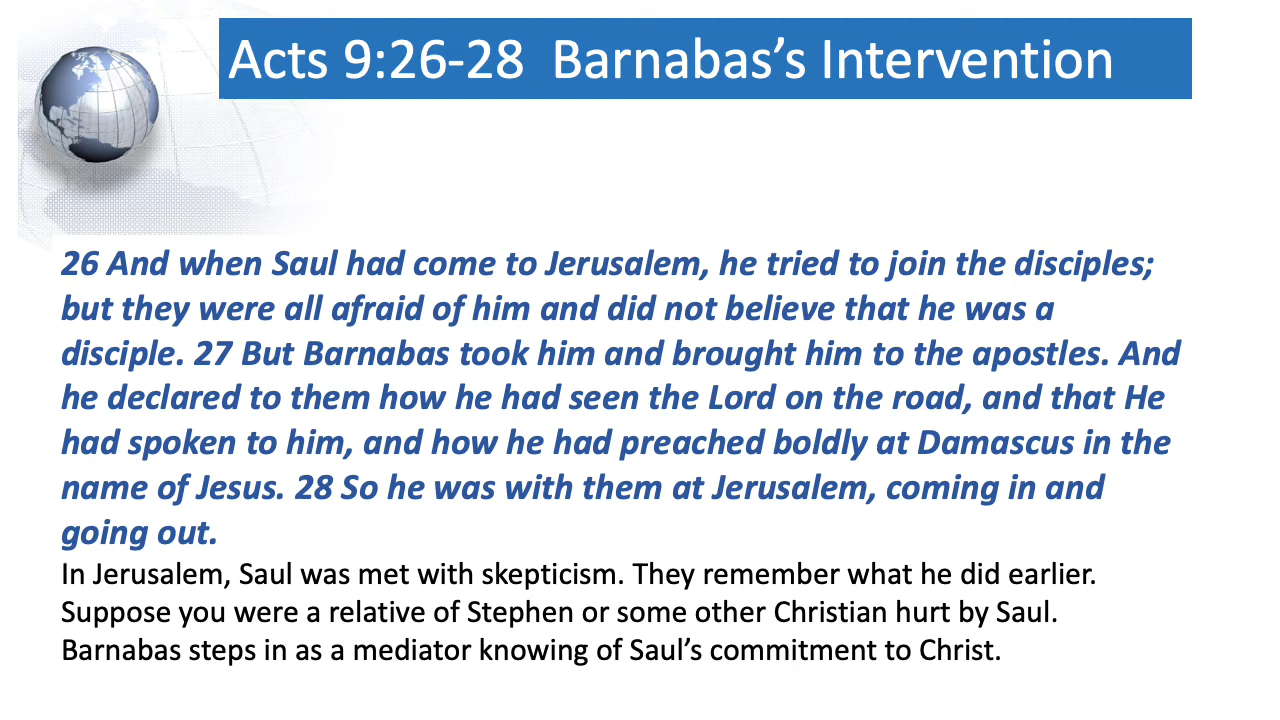 Acts 9:26-28  Barnabas’s Intervention
26 And when Saul had come to Jerusalem, he tried to join the disciples;
but they were all afraid of him and did not believe that he was a
disciple. 27 But Barnabas took him and brought him to the apostles. And
he declared to them how he had seen the Lord on the road, and that He
had spoken to him, and how he had preached boldly at Damascus in the
name of Jesus. 28 So he was with them at Jerusalem, coming in and
going out.
In Jerusalem, Saul was met with skepticism. They remember what he did earlier.
Suppose you were a relative of Stephen or some other Christian hurt by Saul.
Barnabas steps in as a mediator knowing of Saul’s commitment to Christ.